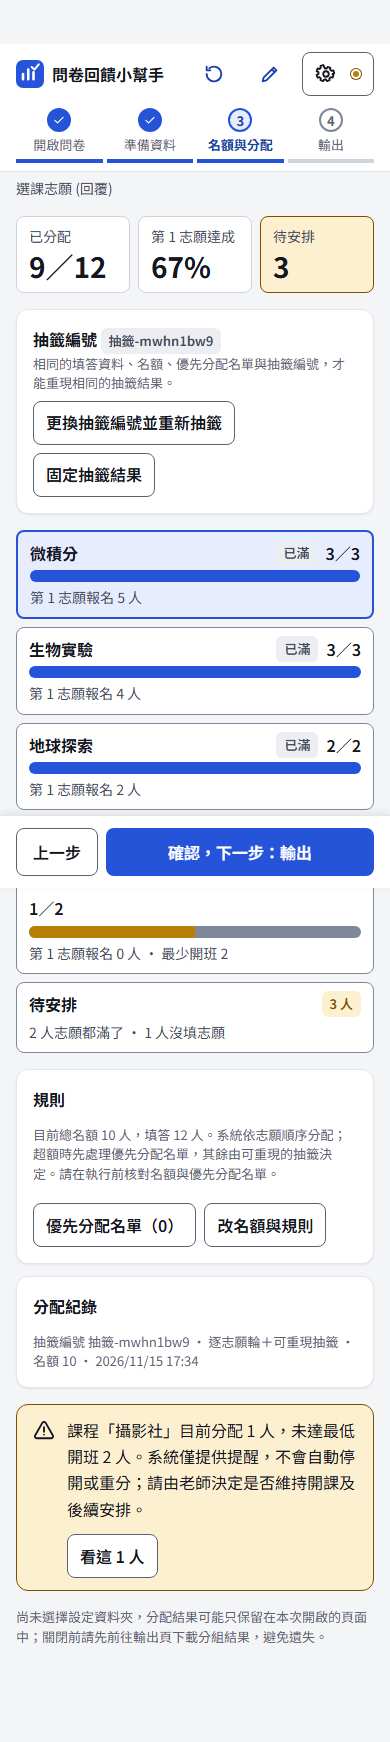 問卷回饋小幫手
開啟問卷
準備資料
3
名額與分配
4
輸出
選課志願 (回覆)
已分配
9／12
第 1 志願達成
67%
待安排
3
抽籤編號 抽籤-mwhn1bw9
相同的填答資料、名額、優先分配名單與抽籤編號，才
能重現相同的抽籤結果。
更換抽籤編號並重新抽籤
固定抽籤結果
微積分 已滿 3／3
第 1 志願報名 5 人
生物實驗 已滿 3／3
第 1 志願報名 4 人
地球探索 已滿 2／2
第 1 志願報名 2 人
上一步
確認，下一步：輸出
1／2
第 1 志願報名 0 人 · 最少開班 2
待安排 3 人
2 人志願都滿了 · 1 人沒填志願
規則
目前總名額 10 人，填答 12 人。系統依志願順序分配；
超額時先處理優先分配名單，其餘由可重現的抽籤決
定。請在執行前核對名額與優先分配名單。
優先分配名單（0）
改名額與規則
分配紀錄
抽籤編號 抽籤-mwhn1bw9 · 逐志願輪＋可重現抽籤 ·
名額 10 · 2026/11/15 17:34
課程「攝影社」目前分配 1 人，未達最低
開班 2 人。系統僅提供提醒，不會自動停
開或重分；請由老師決定是否維持開課及
後續安排。
看這 1 人
尚未選擇設定資料夾，分配結果可能只保留在本次開啟的頁面
中；關閉前請先前往輸出頁下載分組結果，避免遺失。